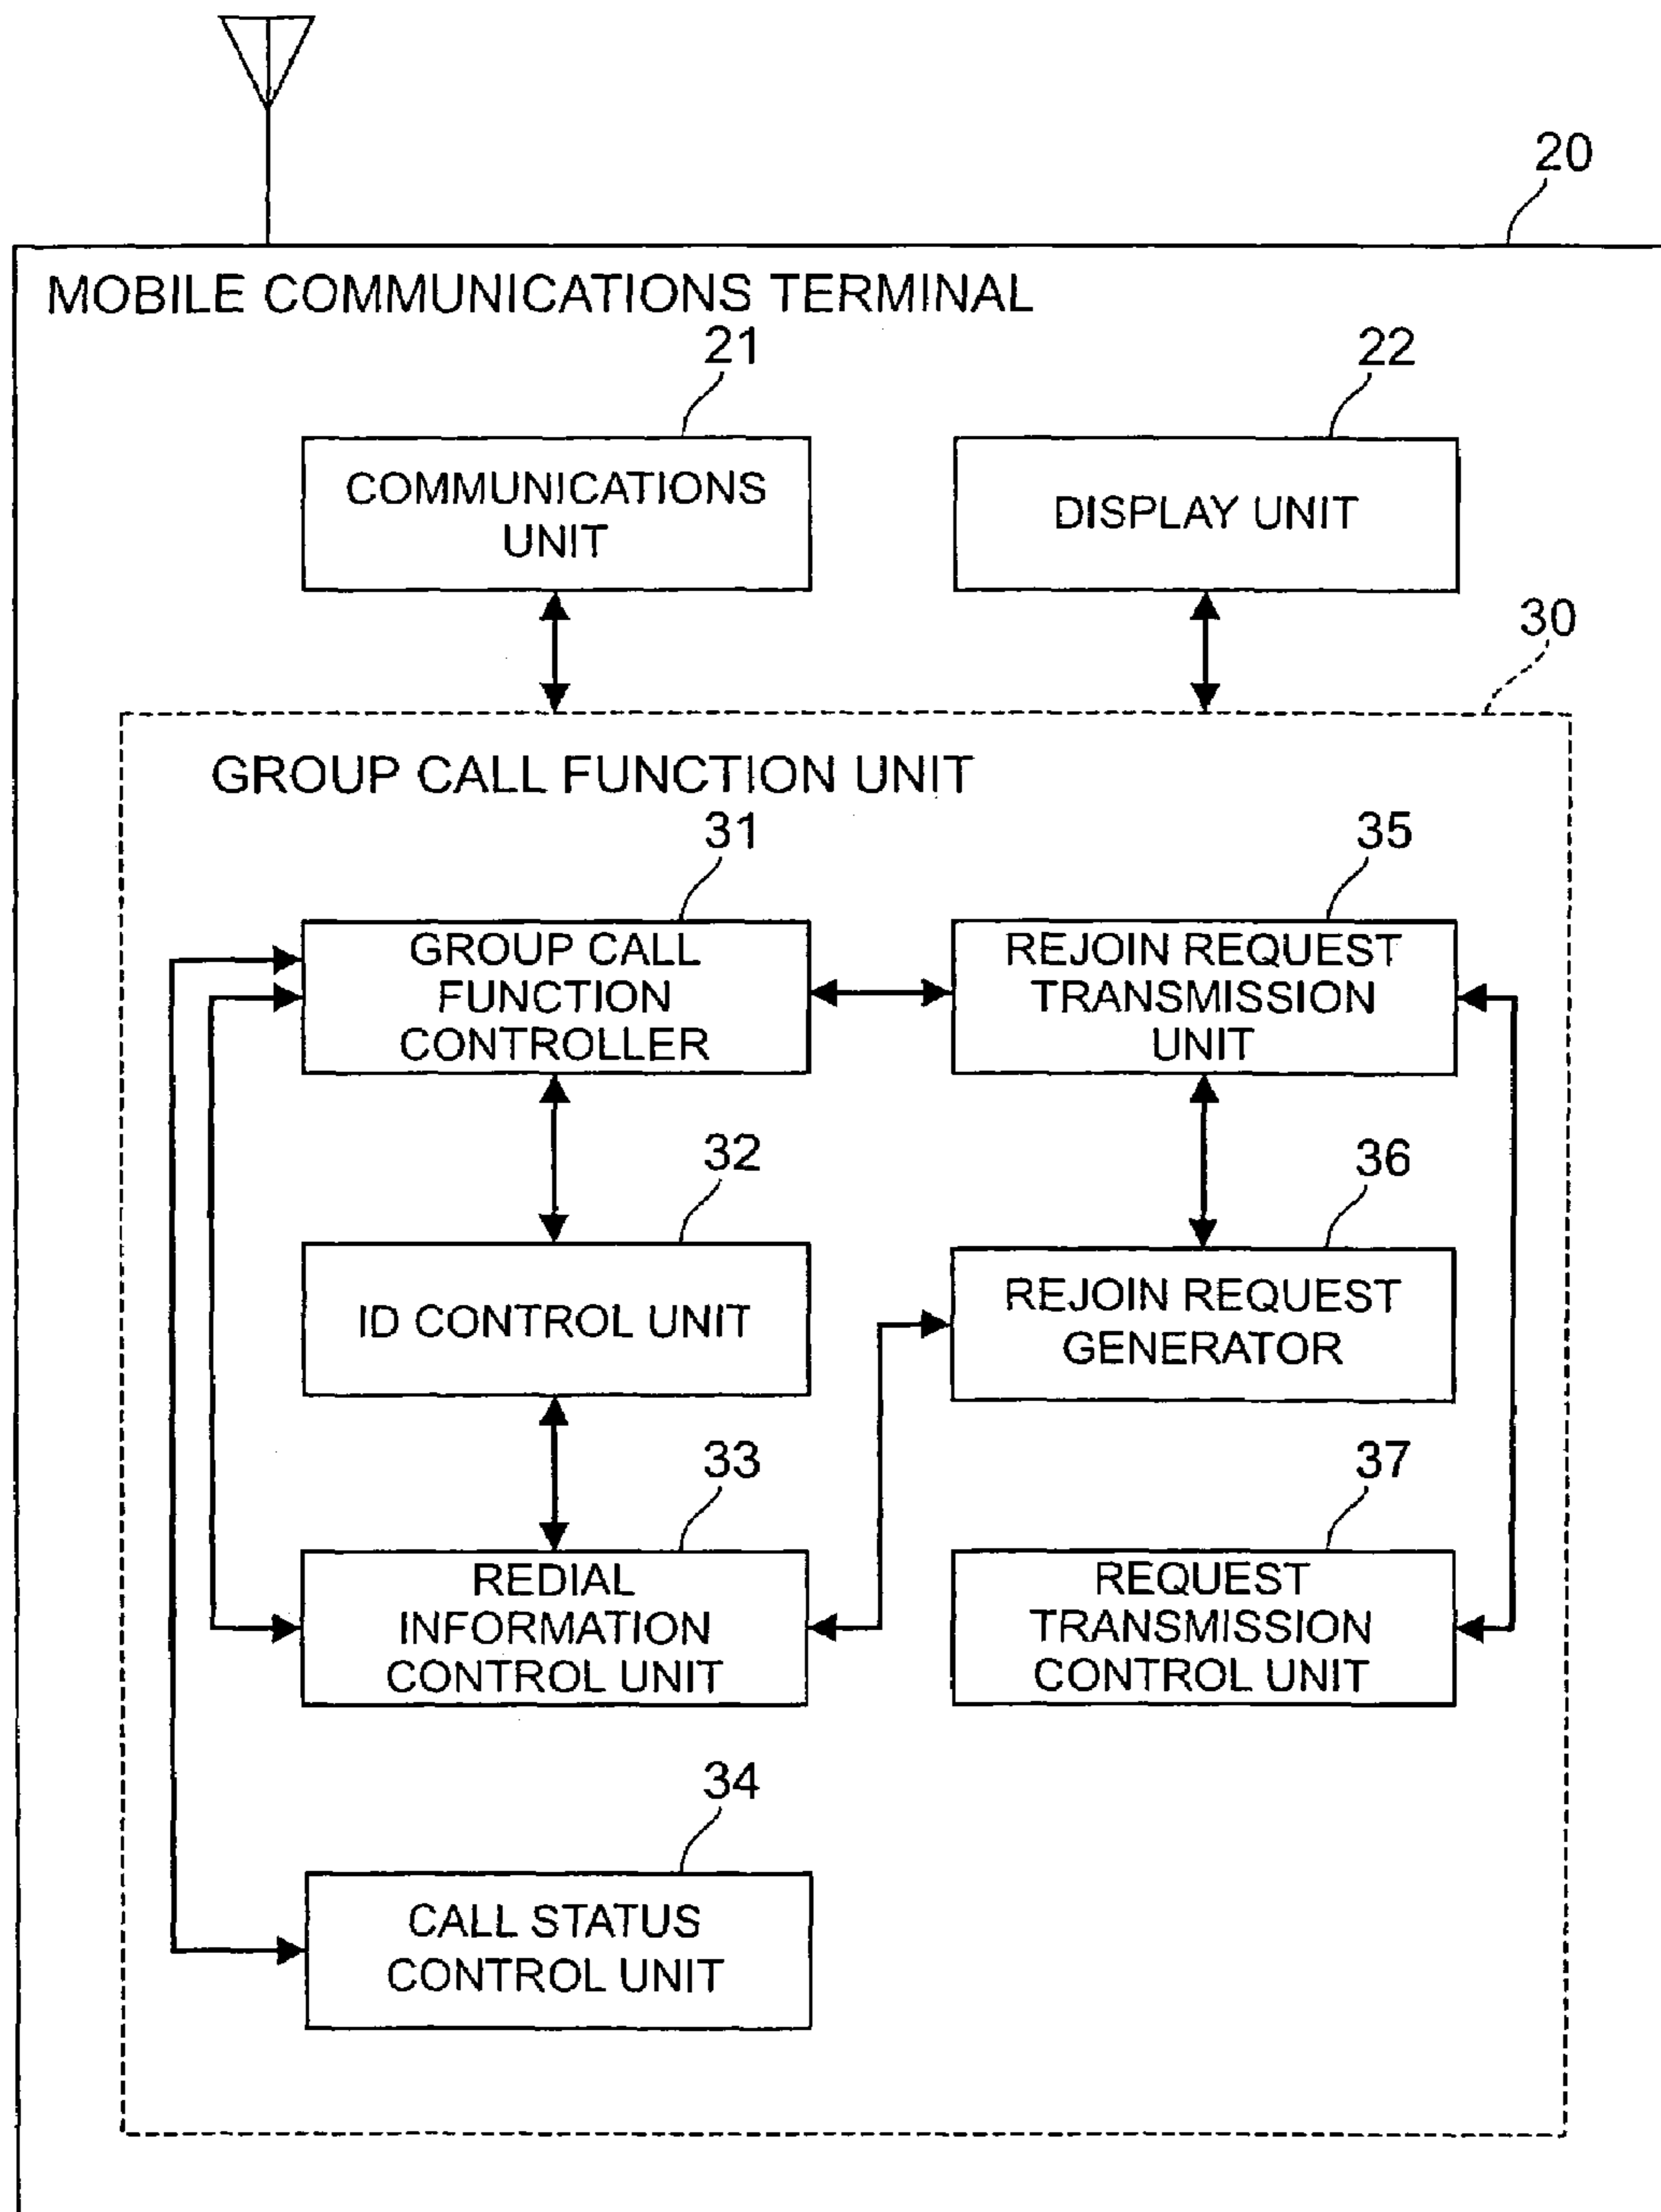 20
MOBILE COMMUNICATIONS TERMINAL
21
22
COMMUNICATIONS
UNIT
DISPLAY UNIT
30
GROUP CALL FUNCTION UNIT
31
35
GROUP CALL
FUNCTION
CONTROLLER
REJOIN REQUEST
TRANSMISSION
UNIT
32
36
ID CONTROL UNIT
REJOIN REQUEST
GENERATOR
33
37
REDIAL
INFORMATION
CONTROL UNIT
REQUEST
TRANSMISSION
CONTROL UNIT
34
CALL STATUS
CONTROL UNIT